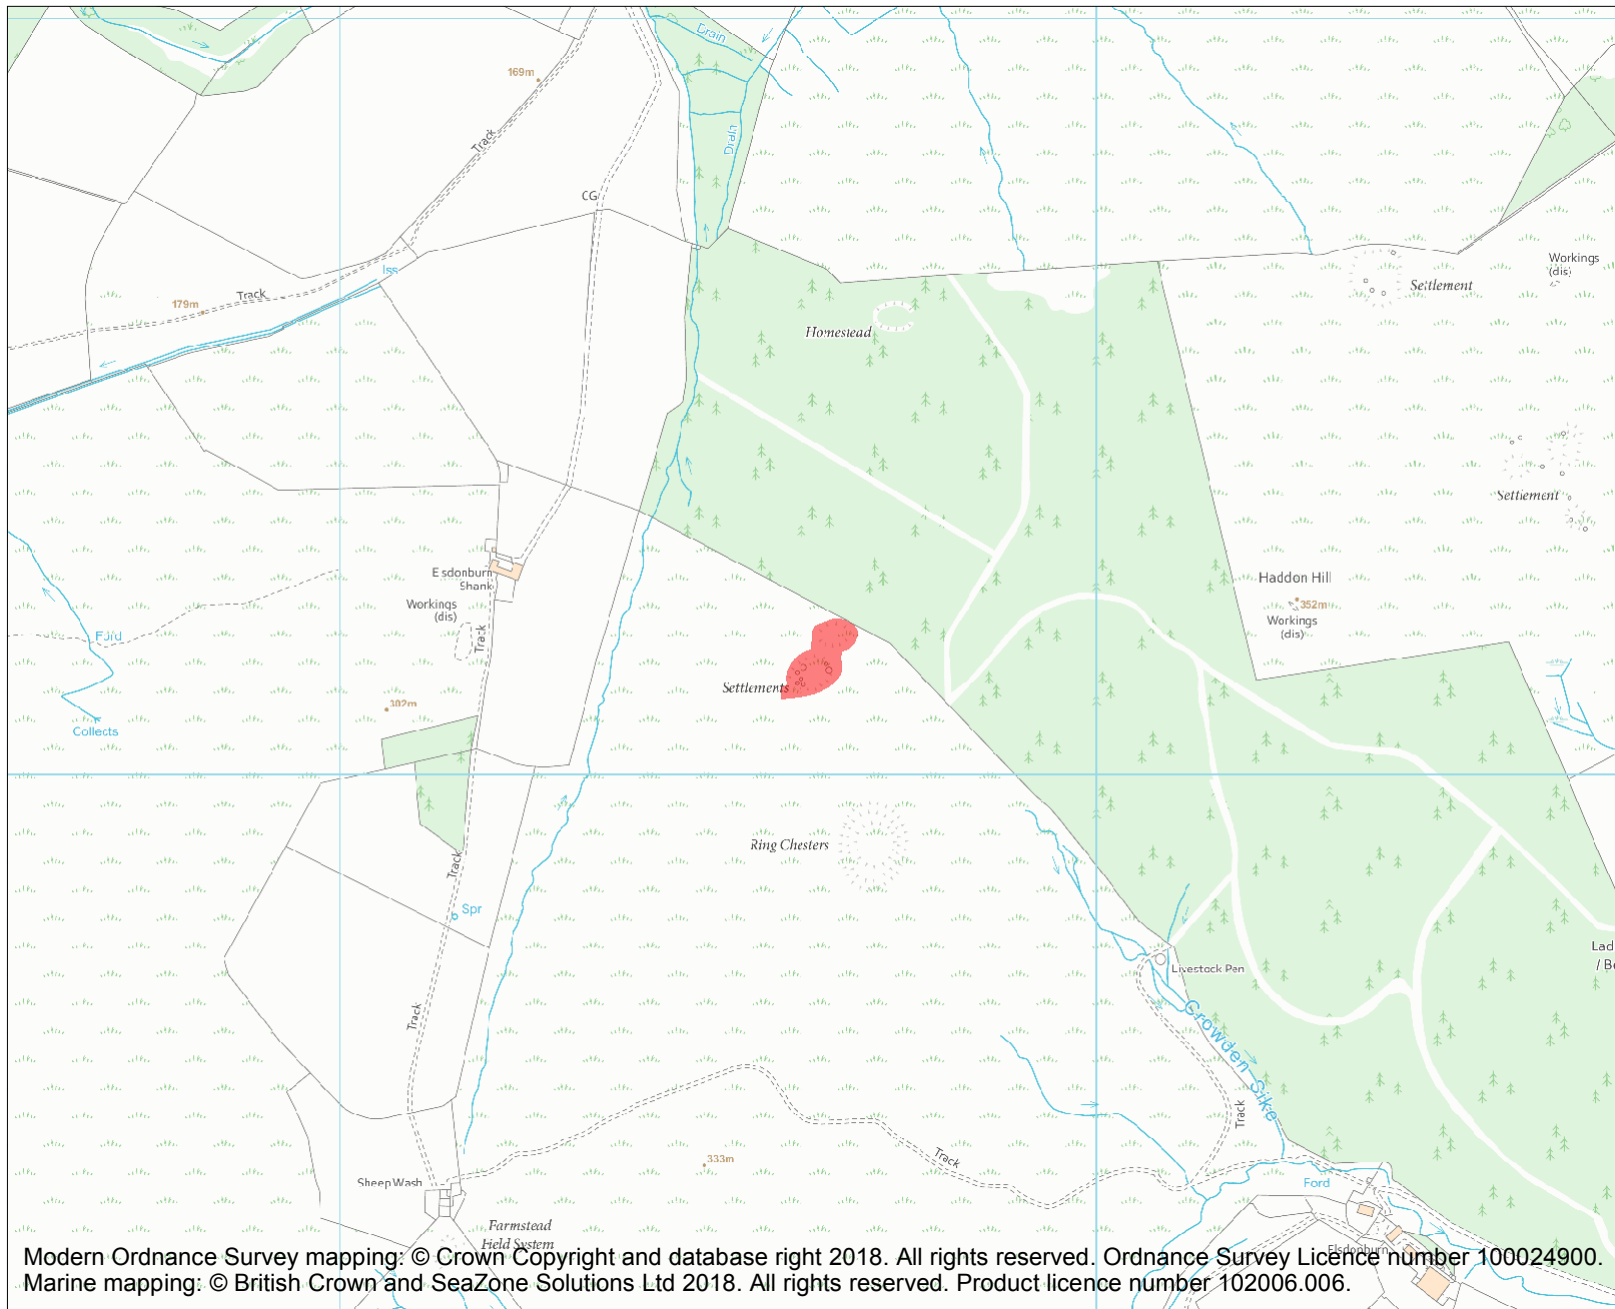 Drain
169m
Track
Drain
CG
Iss
Track
179m
Workings
(dis)
Settlement
Homestead
Settlement
Elsdonburn
Shank
Workings
(dis)
Track
Haddon Hill
352m
Workings
(dis)
Ford
Settlements
302m
Collects
Ring Chesters
Track
Spr
Livestock Pen
Track
Crowden Sike
Track
Track
333m
Sheep Wash
Ford
Farmstead
Field System
Elsdonburn
Modern Ordnance Survey mapping: © Crown Copyright and database right 2018. All rights reserved. Ordnance Survey Licence number 100024900.
Marine mapping: © British Crown and SeaZone Solutions Ltd 2018. All rights reserved. Product licence number 102006.006.